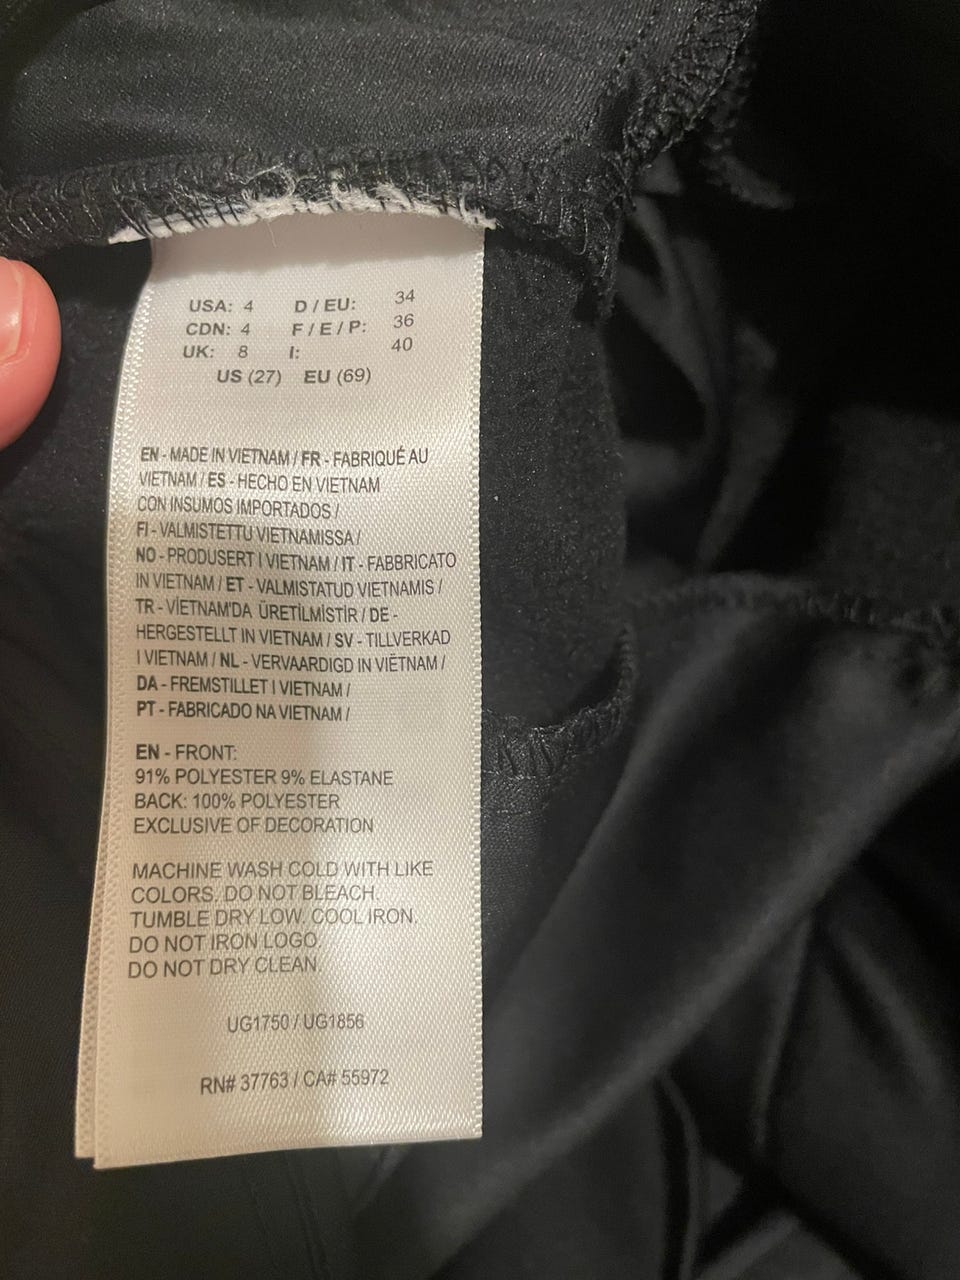 USA: 4 D / EU: 34
CDN: 4 F / E / P: 36
UK: 8 I: 40
US (27) EU (69)
EN - MADE IN VIETNAM / FR - FABRIQUÉ AU
VIETNAM / ES - HECHO EN VIETNAM
CON INSUMOS IMPORTADOS /
FI - VALMISTETTU VIETNAMISSA /
NO - PRODUSERT I VIETNAM / IT - FABBRICATO
IN VIETNAM / ET - VALMISTATUD VIETNAMIS /
TR - VİETNAM'DA ÜRETİLMİSTİR / DE -
HERGESTELLT IN VIETNAM / SV - TILLVERKAD
I VIETNAM / NL - VERVAARDIGD IN VIËTNAM /
DA - FREMSTILLET I VIETNAM /
PT - FABRICADO NA VIETNAM /
EN - FRONT:
91% POLYESTER 9% ELASTANE
BACK: 100% POLYESTER
EXCLUSIVE OF DECORATION
MACHINE WASH COLD WITH LIKE
COLORS. DO NOT BLEACH.
TUMBLE DRY LOW. COOL IRON.
DO NOT IRON LOGO.
DO NOT DRY CLEAN.
UG1750 / UG1856
RN# 37763 / CA# 55972